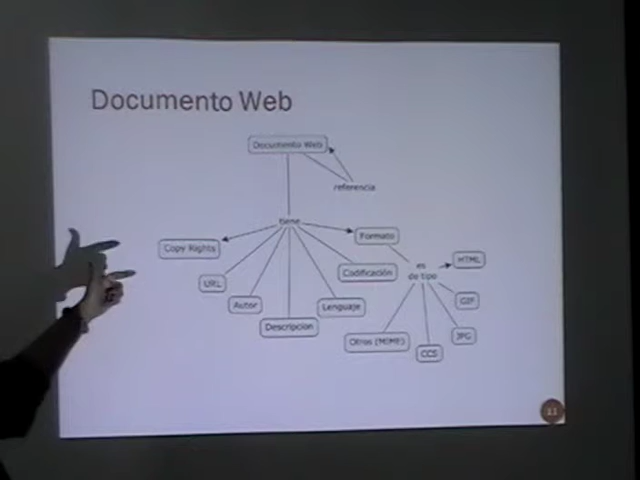 Documento Web
Documento Web
referencia
tiene
Formato
Copy Rights
es
de tipo
HTML
Codificación
URL
Autor
Lenguaje
GIF
Descripcion
Otros (MIME)
CCS
JPG
11